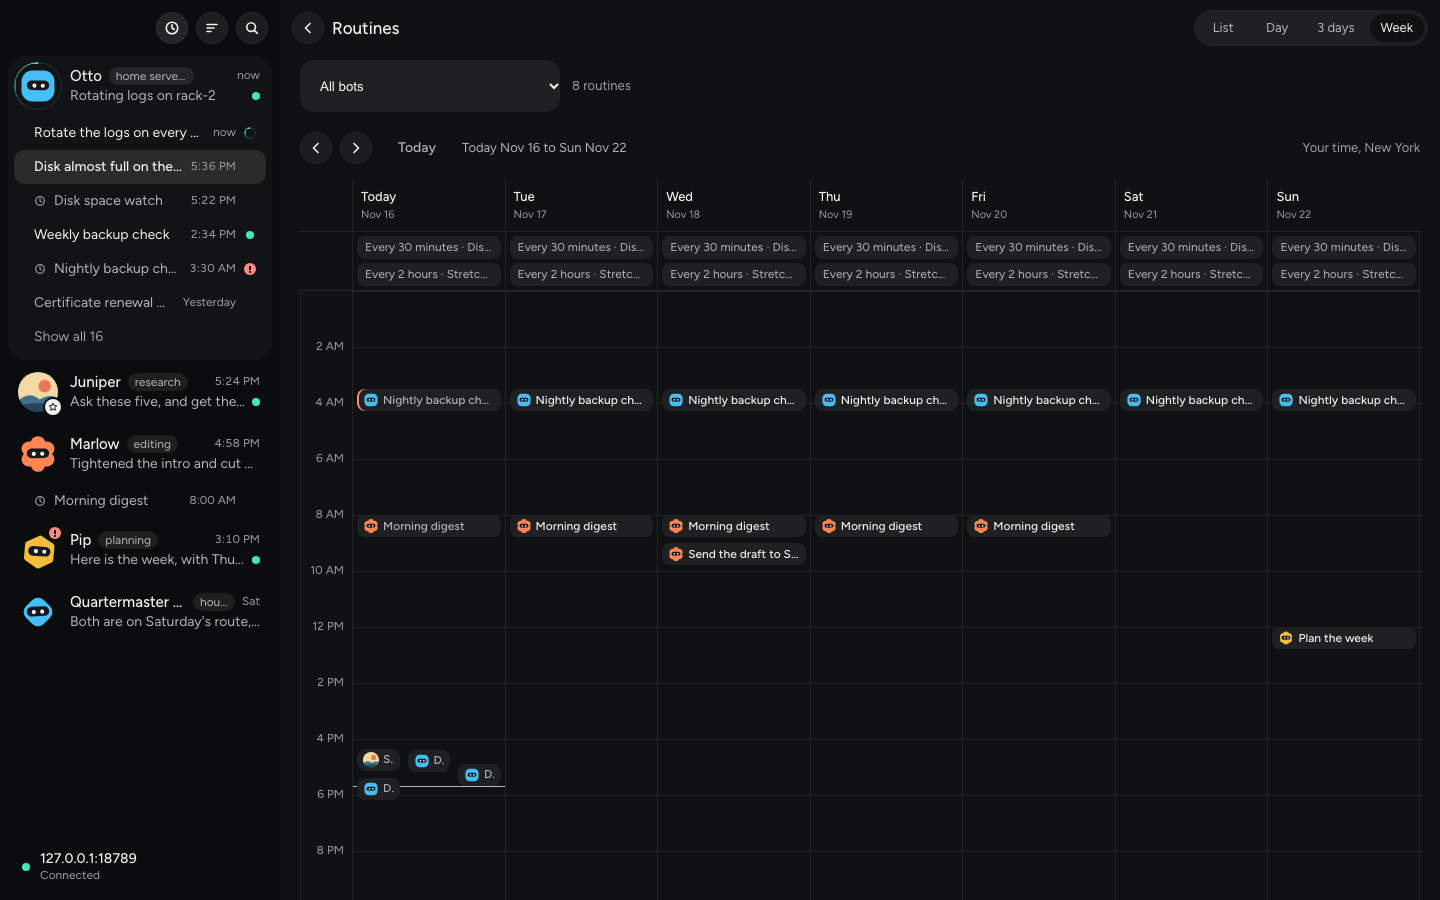 Routines
List
Day
3 days
Week
Otto
home serve...
now
Rotating logs on rack-2
Rotate the logs on every ...
now
Disk almost full on the...
5:36 PM
Disk space watch
5:22 PM
Weekly backup check
2:34 PM
Nightly backup ch...
3:30 AM
Certificate renewal ...
Yesterday
Show all 16
Juniper
research
5:24 PM
Ask these five, and get the...
Marlow
editing
4:58 PM
Tightened the intro and cut ...
Morning digest
8:00 AM
Pip
planning
3:10 PM
Here is the week, with Thu...
Quartermaster ...
hou...
Sat
Both are on Saturday's route,...
127.0.0.1:18789
Connected
All bots
8 routines
Today
Today Nov 16 to Sun Nov 22
Your time, New York
Today
Nov 16
Tue
Nov 17
Wed
Nov 18
Thu
Nov 19
Fri
Nov 20
Sat
Nov 21
Sun
Nov 22
Every 30 minutes · Dis...
Every 30 minutes · Dis...
Every 30 minutes · Dis...
Every 30 minutes · Dis...
Every 30 minutes · Dis...
Every 30 minutes · Dis...
Every 30 minutes · Dis...
Every 2 hours · Stretc...
Every 2 hours · Stretc...
Every 2 hours · Stretc...
Every 2 hours · Stretc...
Every 2 hours · Stretc...
Every 2 hours · Stretc...
Every 2 hours · Stretc...
2 AM
4 AM
Nightly backup ch...
Nightly backup ch...
Nightly backup ch...
Nightly backup ch...
Nightly backup ch...
Nightly backup ch...
Nightly backup ch...
6 AM
8 AM
Morning digest
Morning digest
Morning digest
Morning digest
Morning digest
Send the draft to S...
10 AM
12 PM
Plan the week
2 PM
4 PM
S.
D.
D.
D.
6 PM
8 PM